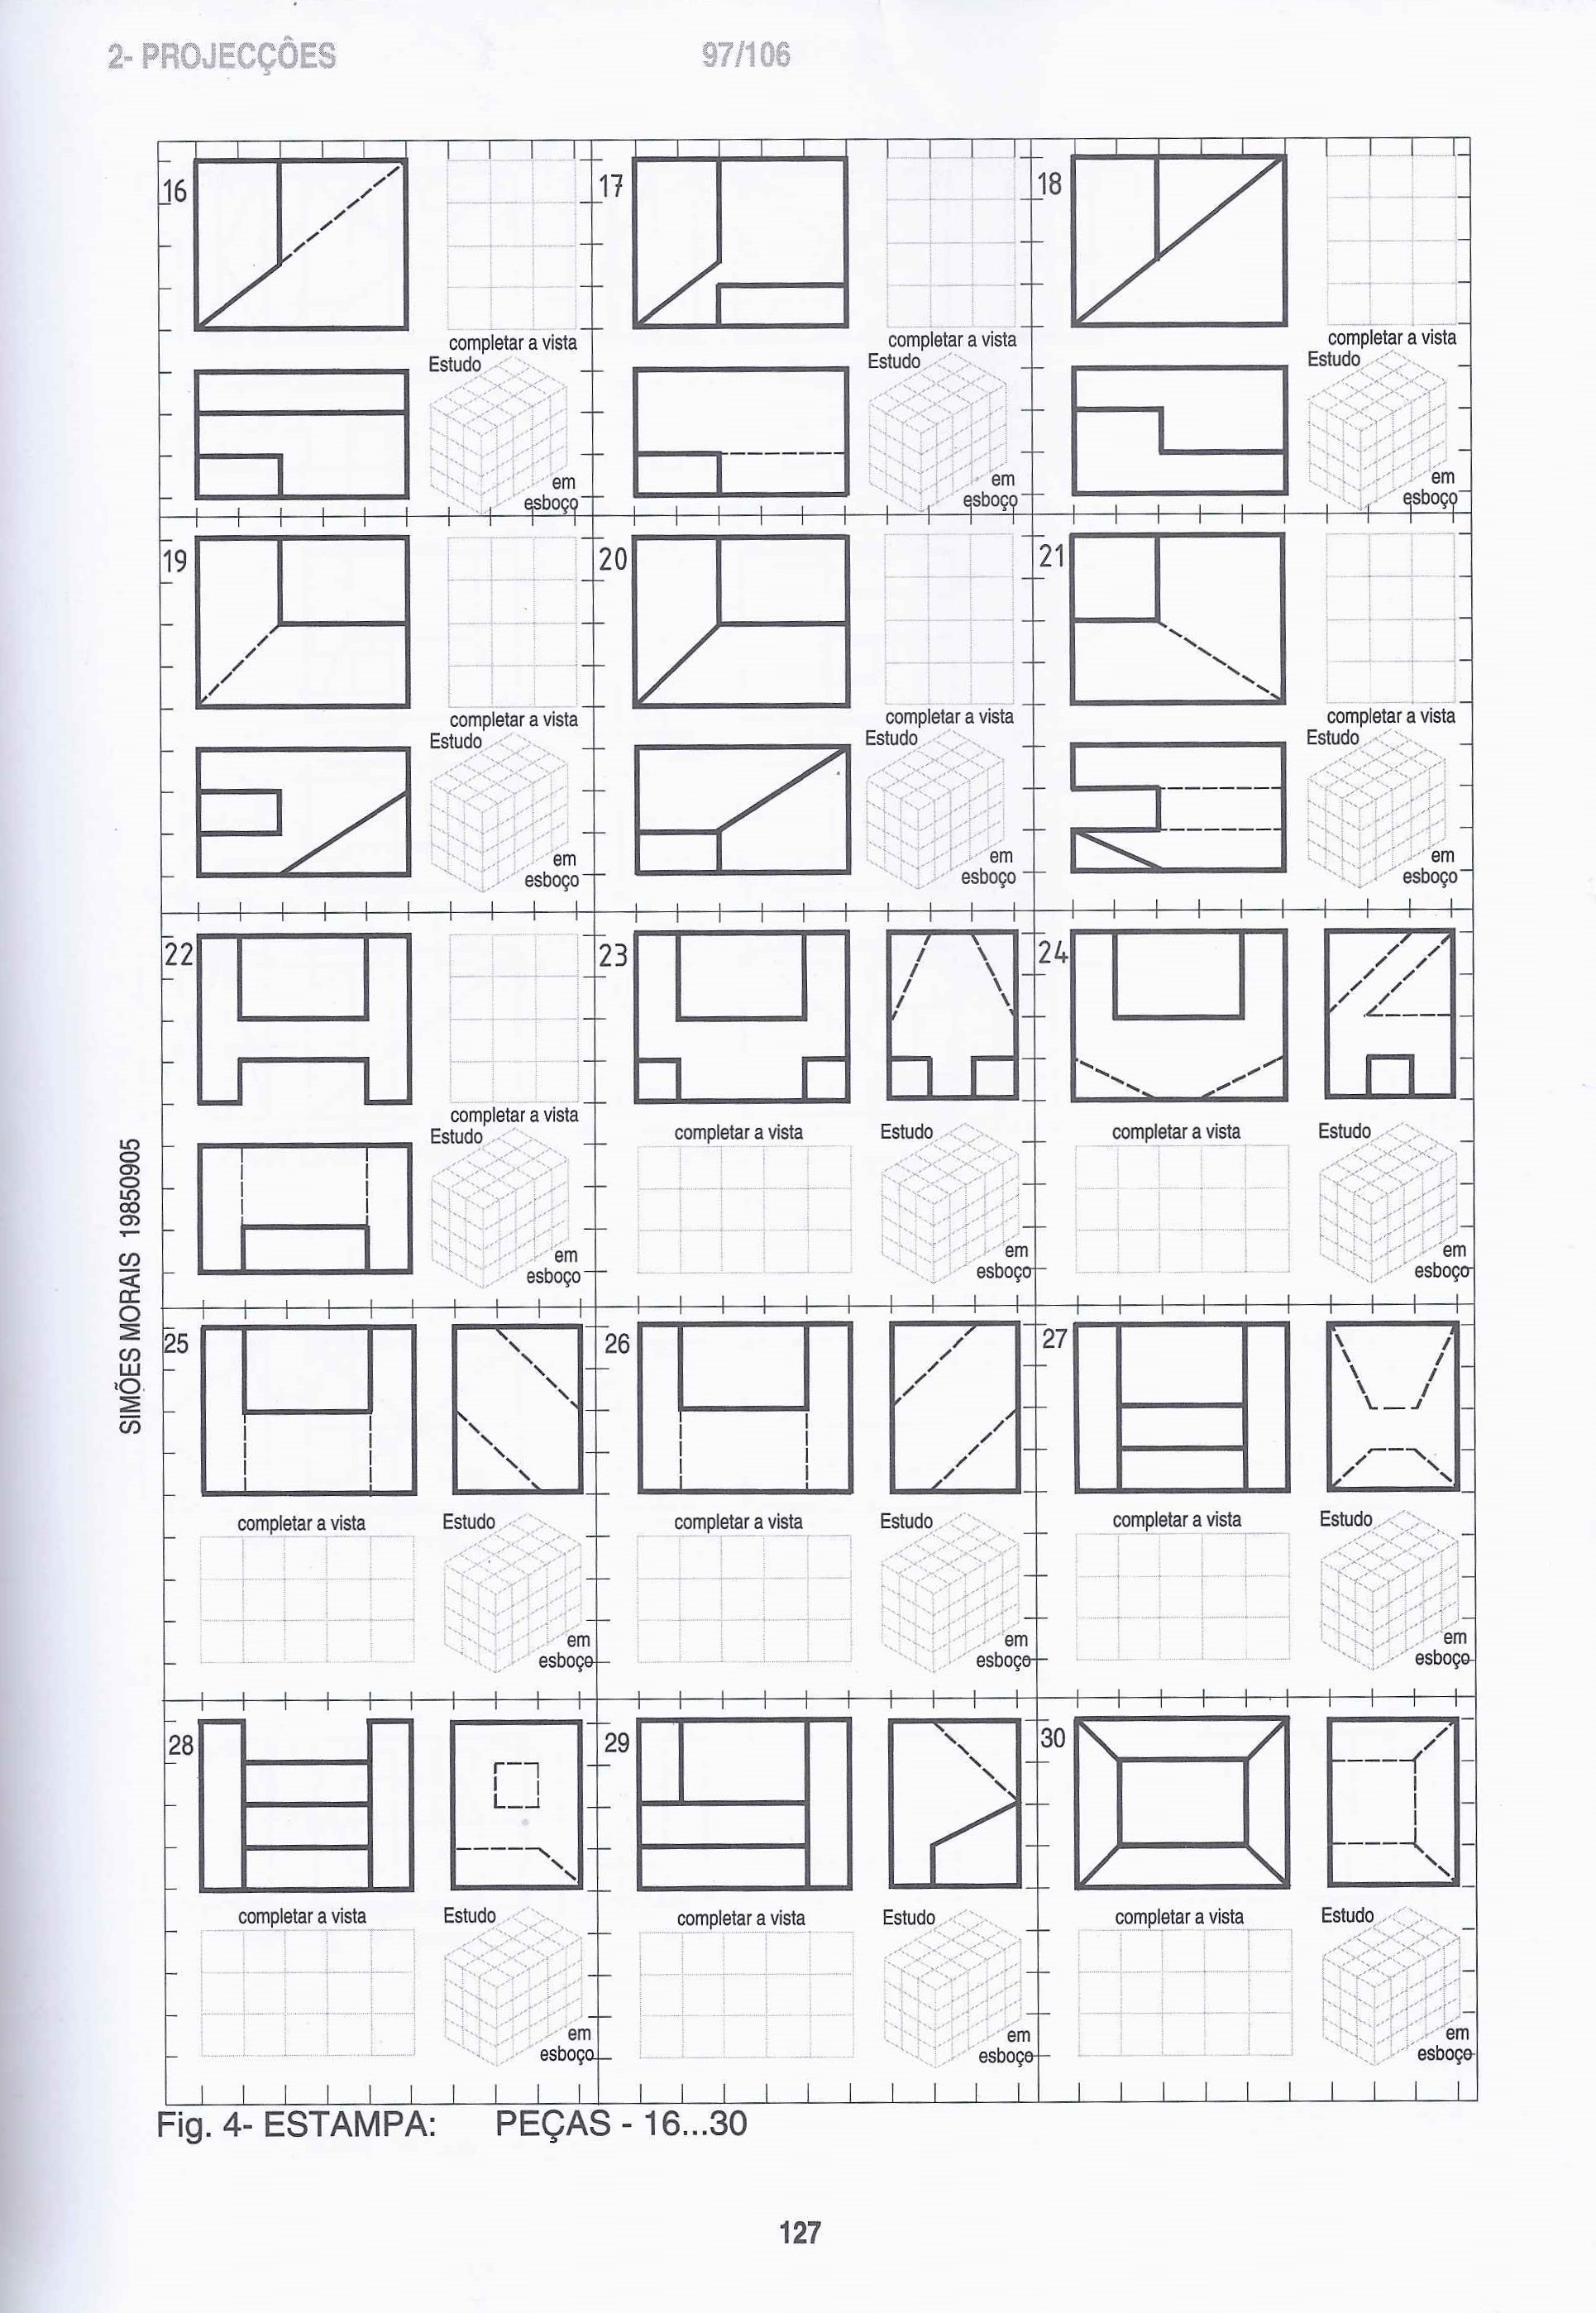 2- PROJECÇÔES 97/106
16
completar a vista
Estudo
em
esboço
17
completar a vista
Estudo
em
esboço
18
completar a vista
Estudo
em
esboço
19
completar a vista
Estudo
em
esboço
20
completar a vista
Estudo
em
esboço
21
completar a vista
Estudo
em
esboço
22
completar a vista
Estudo
em
esboço
23
completar a vista
Estudo
em
esboço
24
completar a vista
Estudo
em
esboço
25
completar a vista
Estudo
em
esboço
26
completar a vista
Estudo
em
esboço
27
completar a vista
Estudo
em
esboço
28
completar a vista
Estudo
em
esboço
29
completar a vista
Estudo
em
esboço
30
completar a vista
Estudo
em
esboço
SIMÕES MORAIS 19850905
Fig. 4- ESTAMPA: PEÇAS - 16...30
127